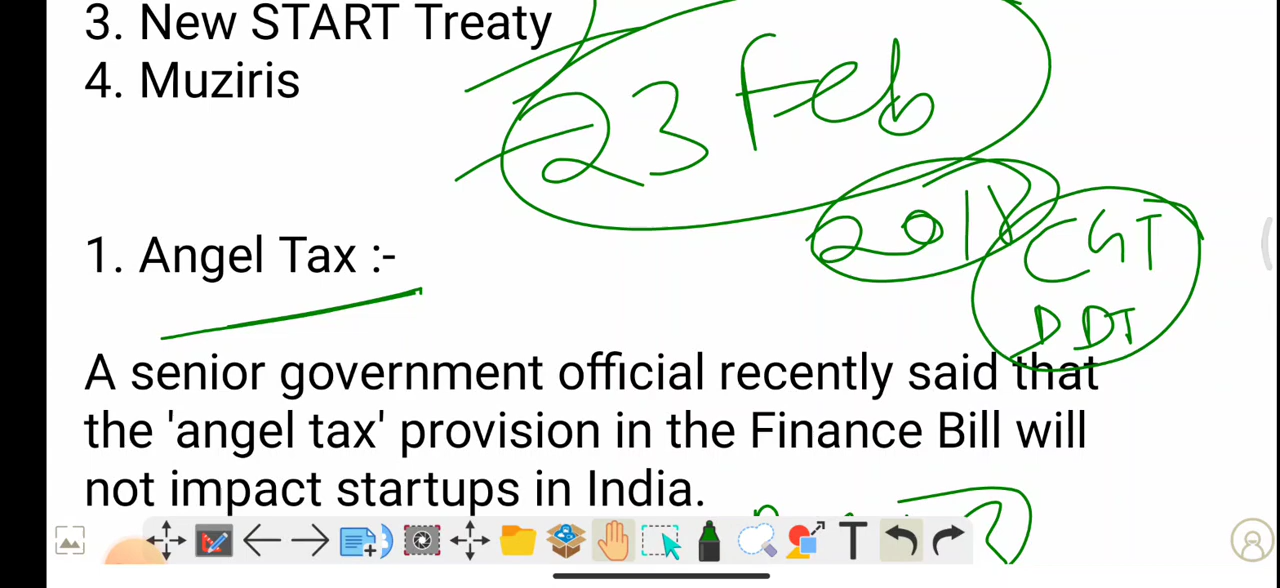 3. New START Treaty
4. Muziris
23 Feb
2018
CGT
DDT
1. Angel Tax :-
A senior government official recently said that
the 'angel tax' provision in the Finance Bill will
not impact startups in India.
T